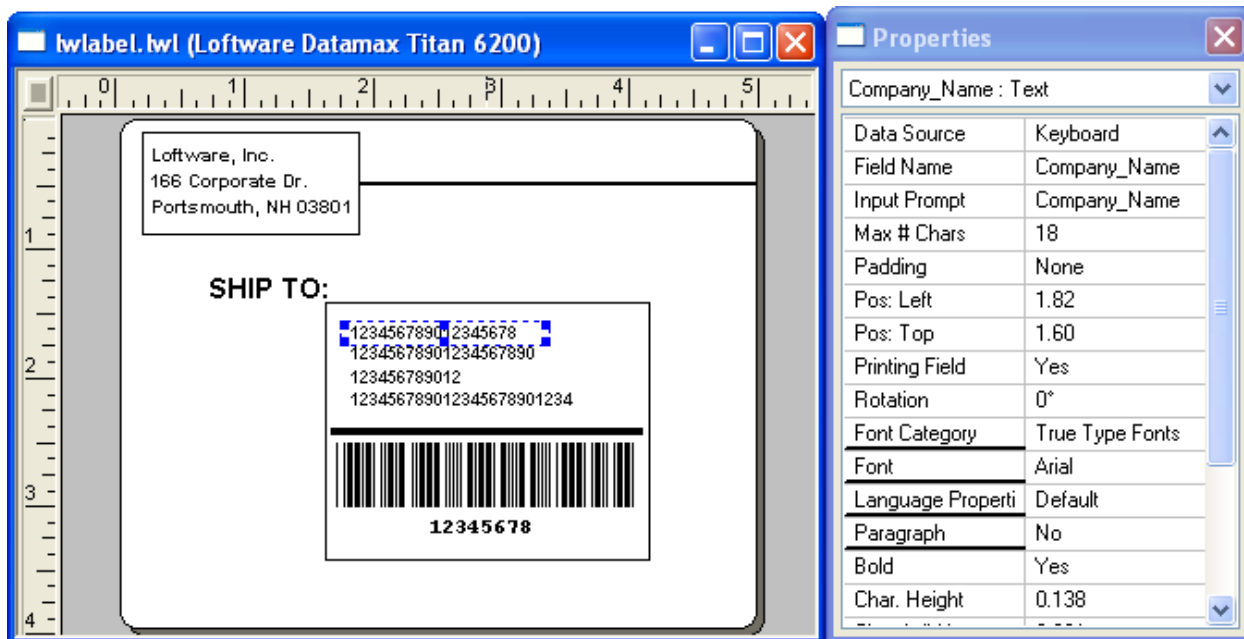 lwlabel.lwl (Loftware Datamax Titan 6200)
0 1 2 3 4 5
1
2
3
4
Loftware, Inc.
166 Corporate Dr.
Portsmouth, NH 03801
SHIP TO:
123456789012345678
12345678901234567890
123456789012
123456789012345678901234
12345678
Properties
Company_Name : Text
Data Source Keyboard
Field Name Company_Name
Input Prompt Company_Name
Max # Chars 18
Padding None
Pos: Left 1.82
Pos: Top 1.60
Printing Field Yes
Rotation 0°
Font Category True Type Fonts
Font Arial
Language Properti Default
Paragraph No
Bold Yes
Char. Height 0.138